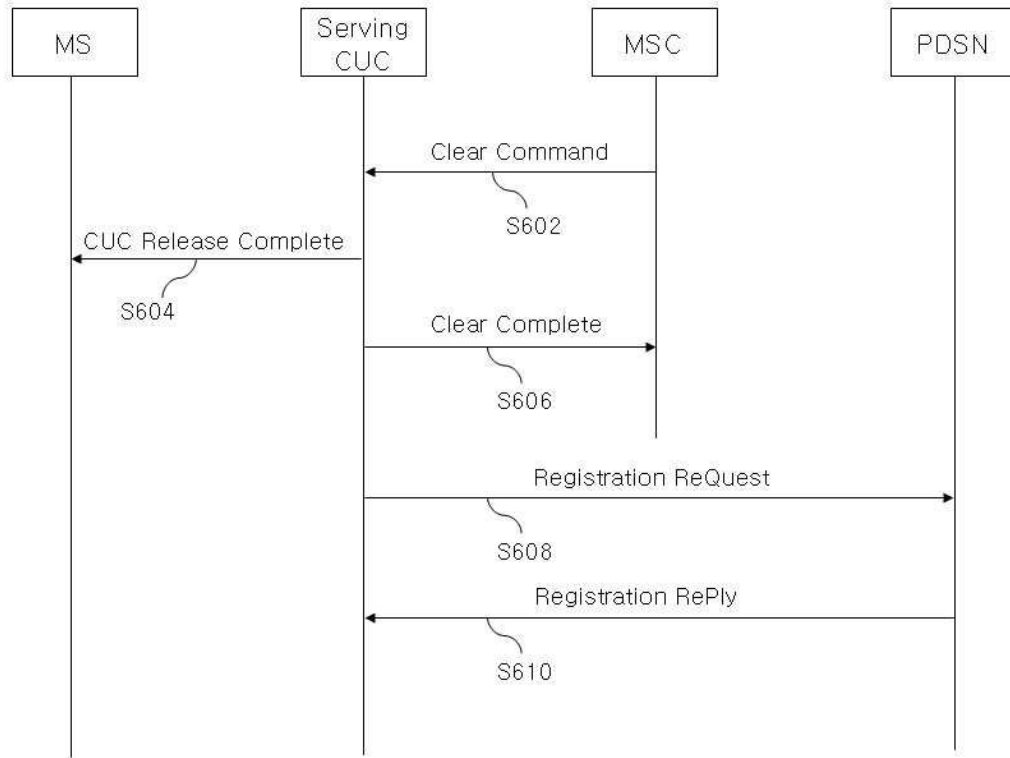 MS
Serving
CUC
MSC
PDSN
Clear Command
S602
CUC Release Complete
S604
Clear Complete
S606
Registration ReQuest
S608
Registration RePly
S610